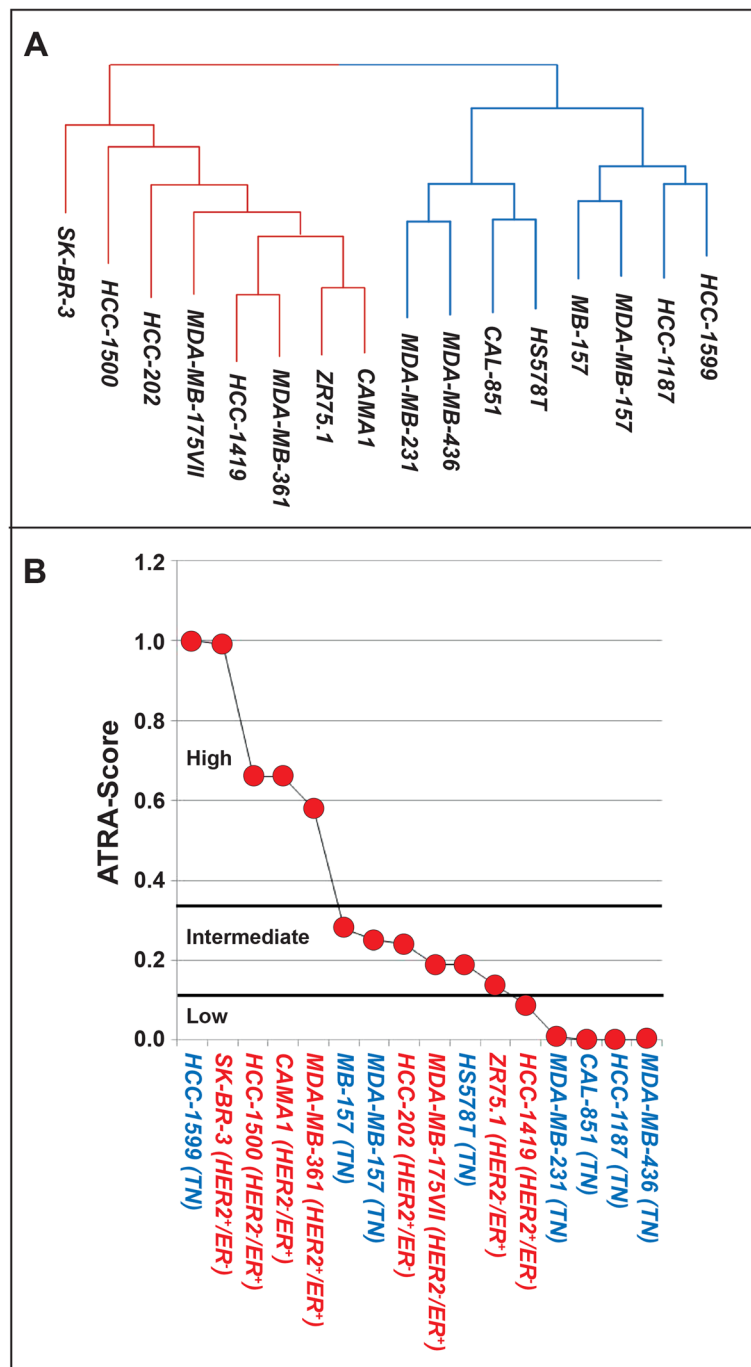 A
SK-BR-3
HCC-1500
HCC-202
MDA-MB-175VII
HCC-1419
MDA-MB-361
ZR75.1
CAMA1
MDA-MB-231
MDA-MB-436
CAL-851
HS578T
MB-157
MDA-MB-157
HCC-1187
HCC-1599
B
ATRA-Score
1.2
1.0
0.8
0.6
0.4
0.2
0.0
High
Intermediate
Low
HCC-1599 (TN)
SK-BR-3 (HER2⁺/ER⁻)
HCC-1500 (HER2⁻/ER⁺)
CAMA1 (HER2⁻/ER⁺)
MDA-MB-361 (HER2⁺/ER⁺)
MB-157 (TN)
MDA-MB-157 (TN)
HCC-202 (HER2⁺/ER⁻)
MDA-MB-175VII (HER2⁻/ER⁺)
HS578T (TN)
ZR75.1 (HER2⁻/ER⁺)
HCC-1419 (HER2⁺/ER⁻)
MDA-MB-231 (TN)
CAL-851 (TN)
HCC-1187 (TN)
MDA-MB-436 (TN)